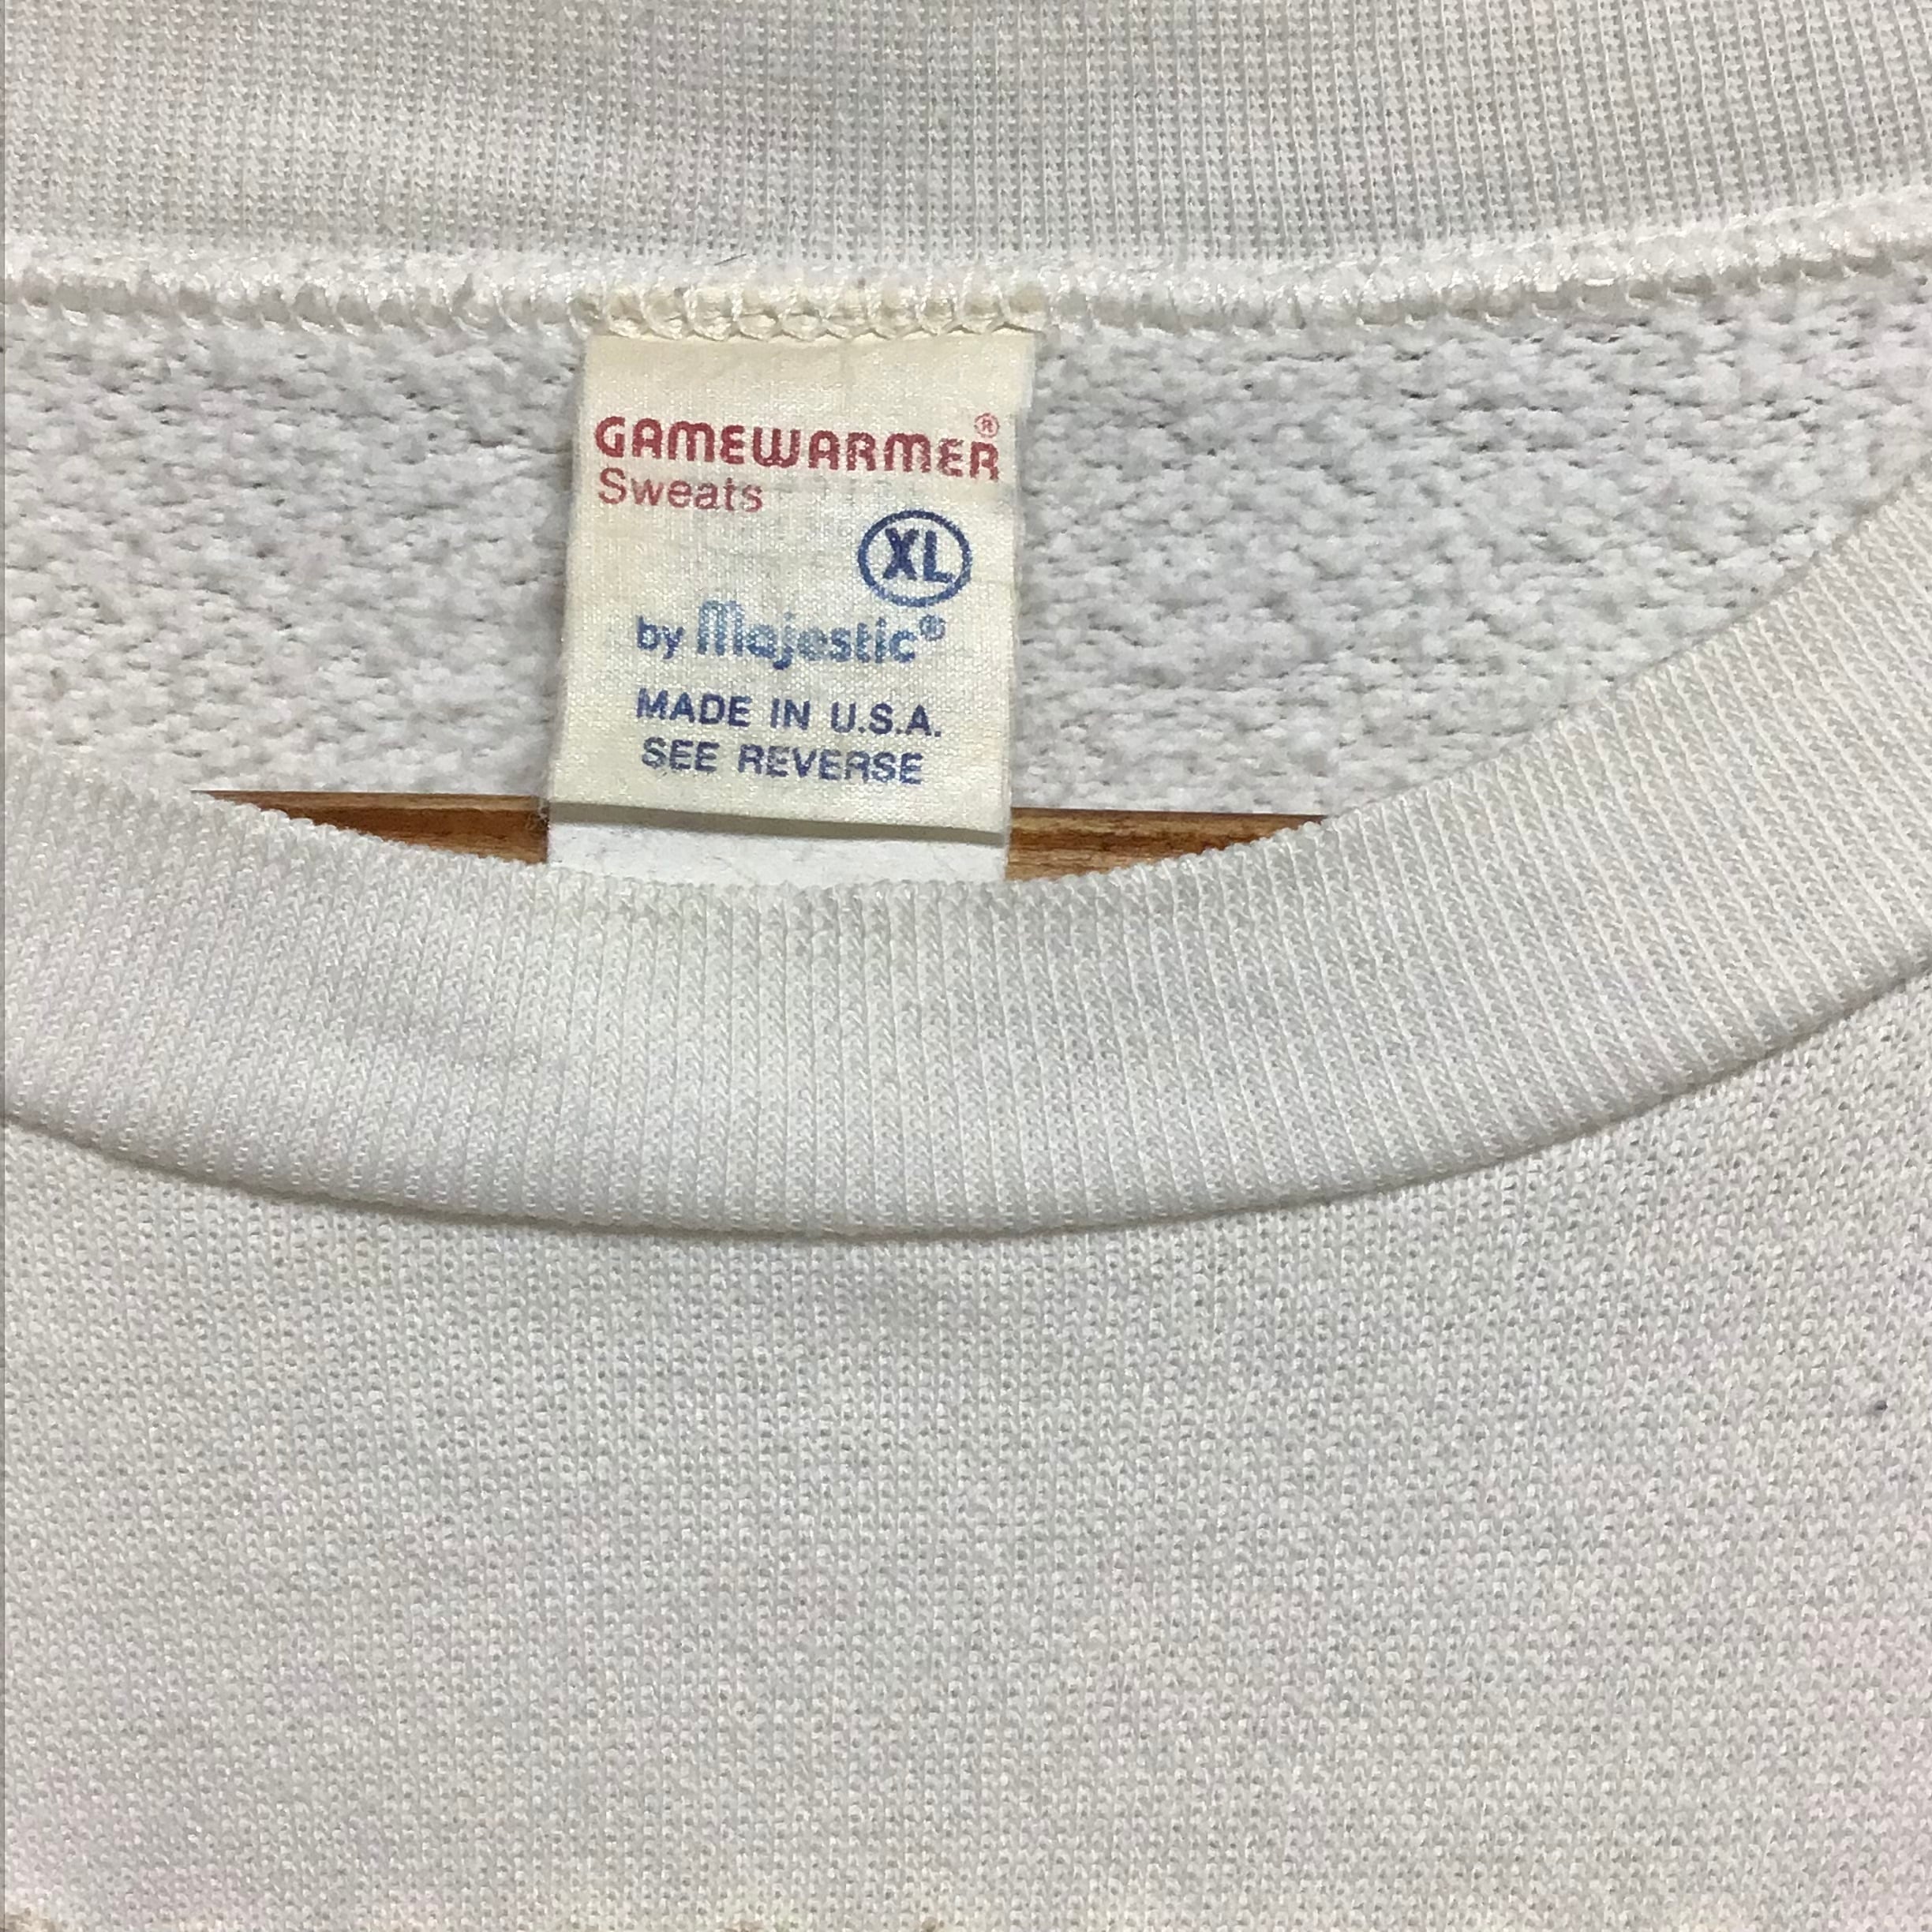 GAMEWARMER®
Sweats
XL
by Majestic®
MADE IN U.S.A.
SEE REVERSE